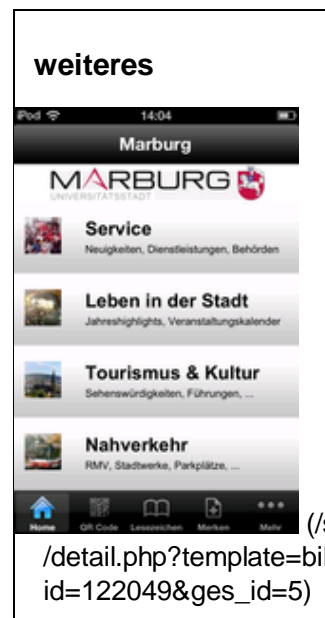 weiteres
iPod 14:04
Marburg
MARBURG
UNIVERSITÄTSSTADT
Service
Neuigkeiten, Dienstleistungen, Behörden
Leben in der Stadt
Jahreshighlights, Veranstaltungskalender
Tourismus & Kultur
Sehenswürdigkeiten, Führungen, ...
Nahverkehr
RMV, Stadtwerke, Parkplätze, ...
Home QR Code Lesezeichen Merken Mehr
(/s
/detail.php?template=bil
id=122049&ges_id=5)